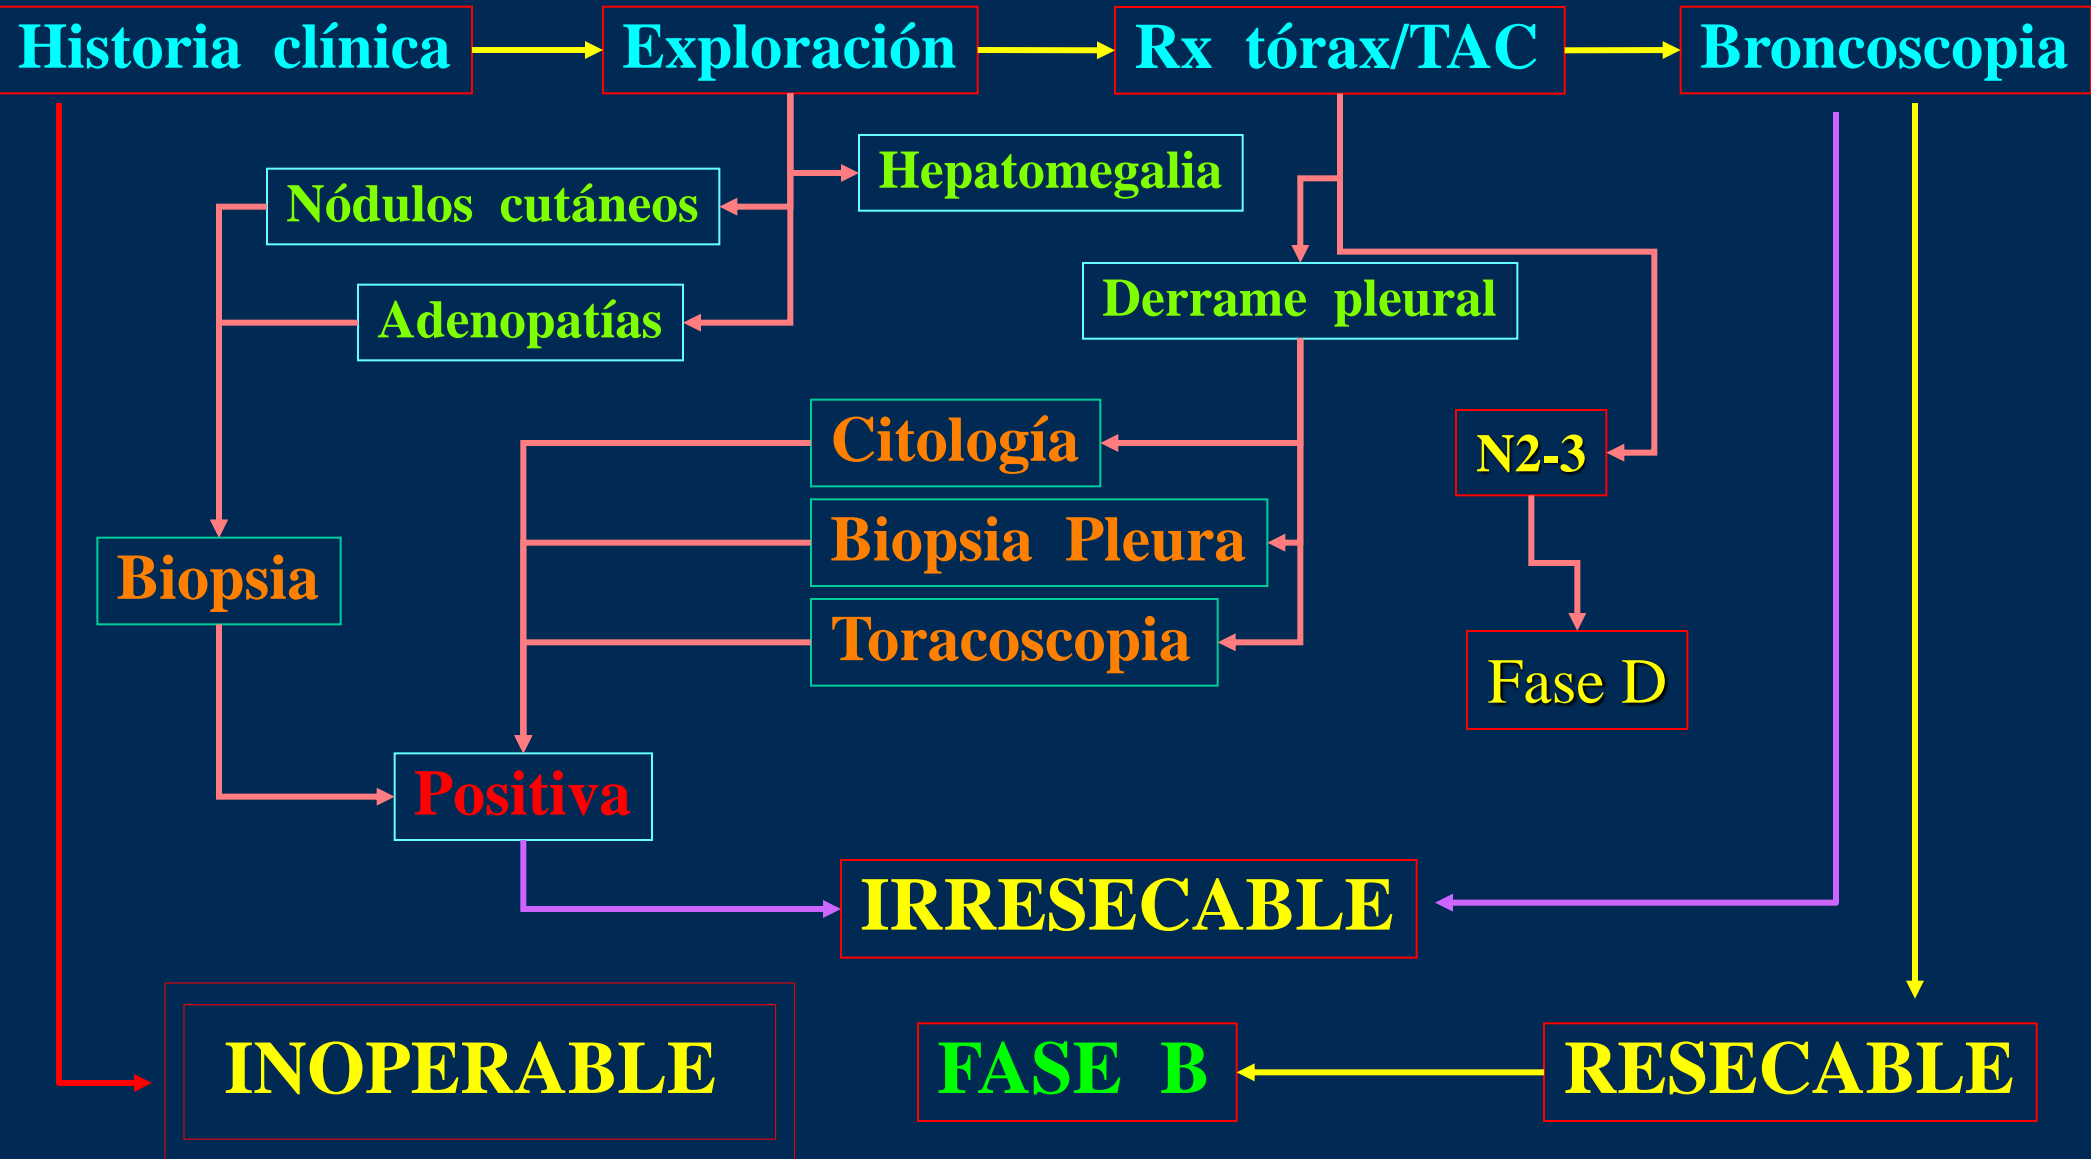 Historia clínica
Exploración
Rx tórax/TAC
Broncoscopia
Hepatomegalia
Nódulos cutáneos
Derrame pleural
Adenopatías
Citología
N2-3
Biopsia Pleura
Biopsia
Toracoscopia
Fase D
Positiva
IRRESECABLE
INOPERABLE
FASE B
RESECABLE